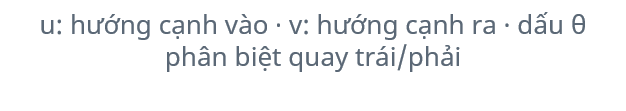 u: hướng cạnh vào · v: hướng cạnh ra · dấu θ
phân biệt quay trái/phải